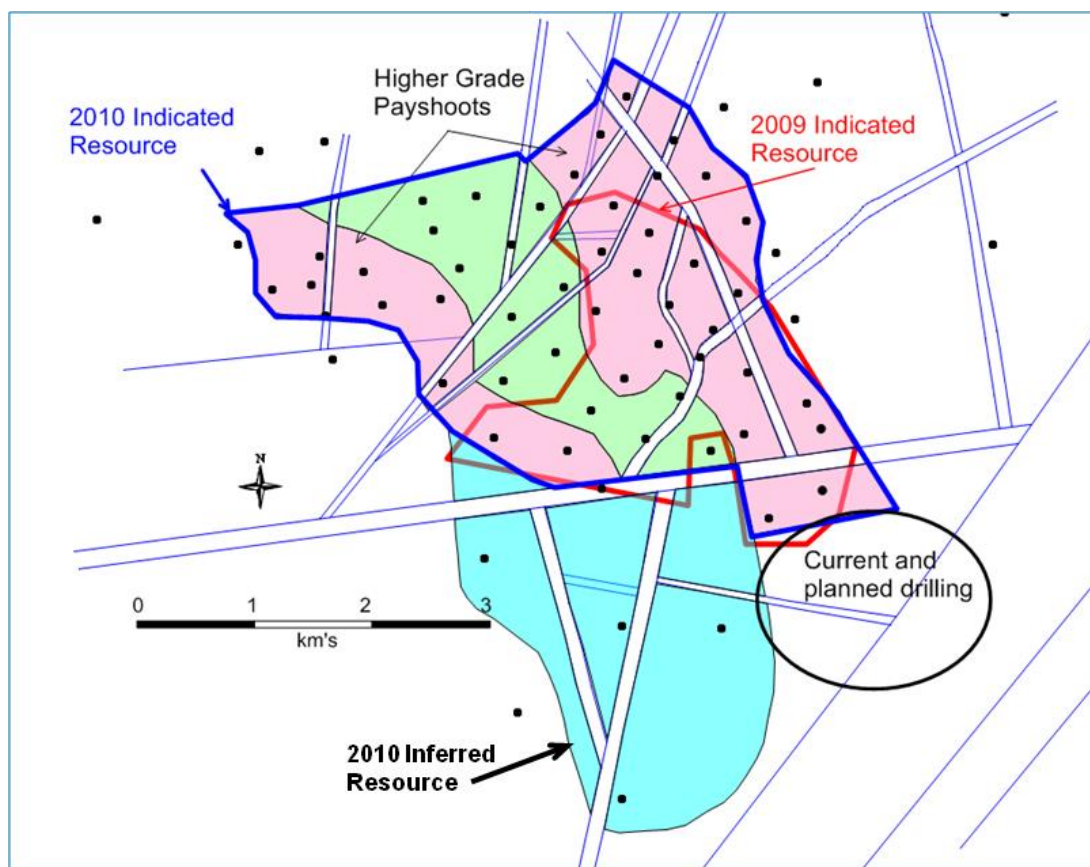 Higher Grade
Payshoots
2010 Indicated
Resource
2009 Indicated
Resource
N
Current and
planned drilling
0 1 2 3
km's
2010 Inferred
Resource